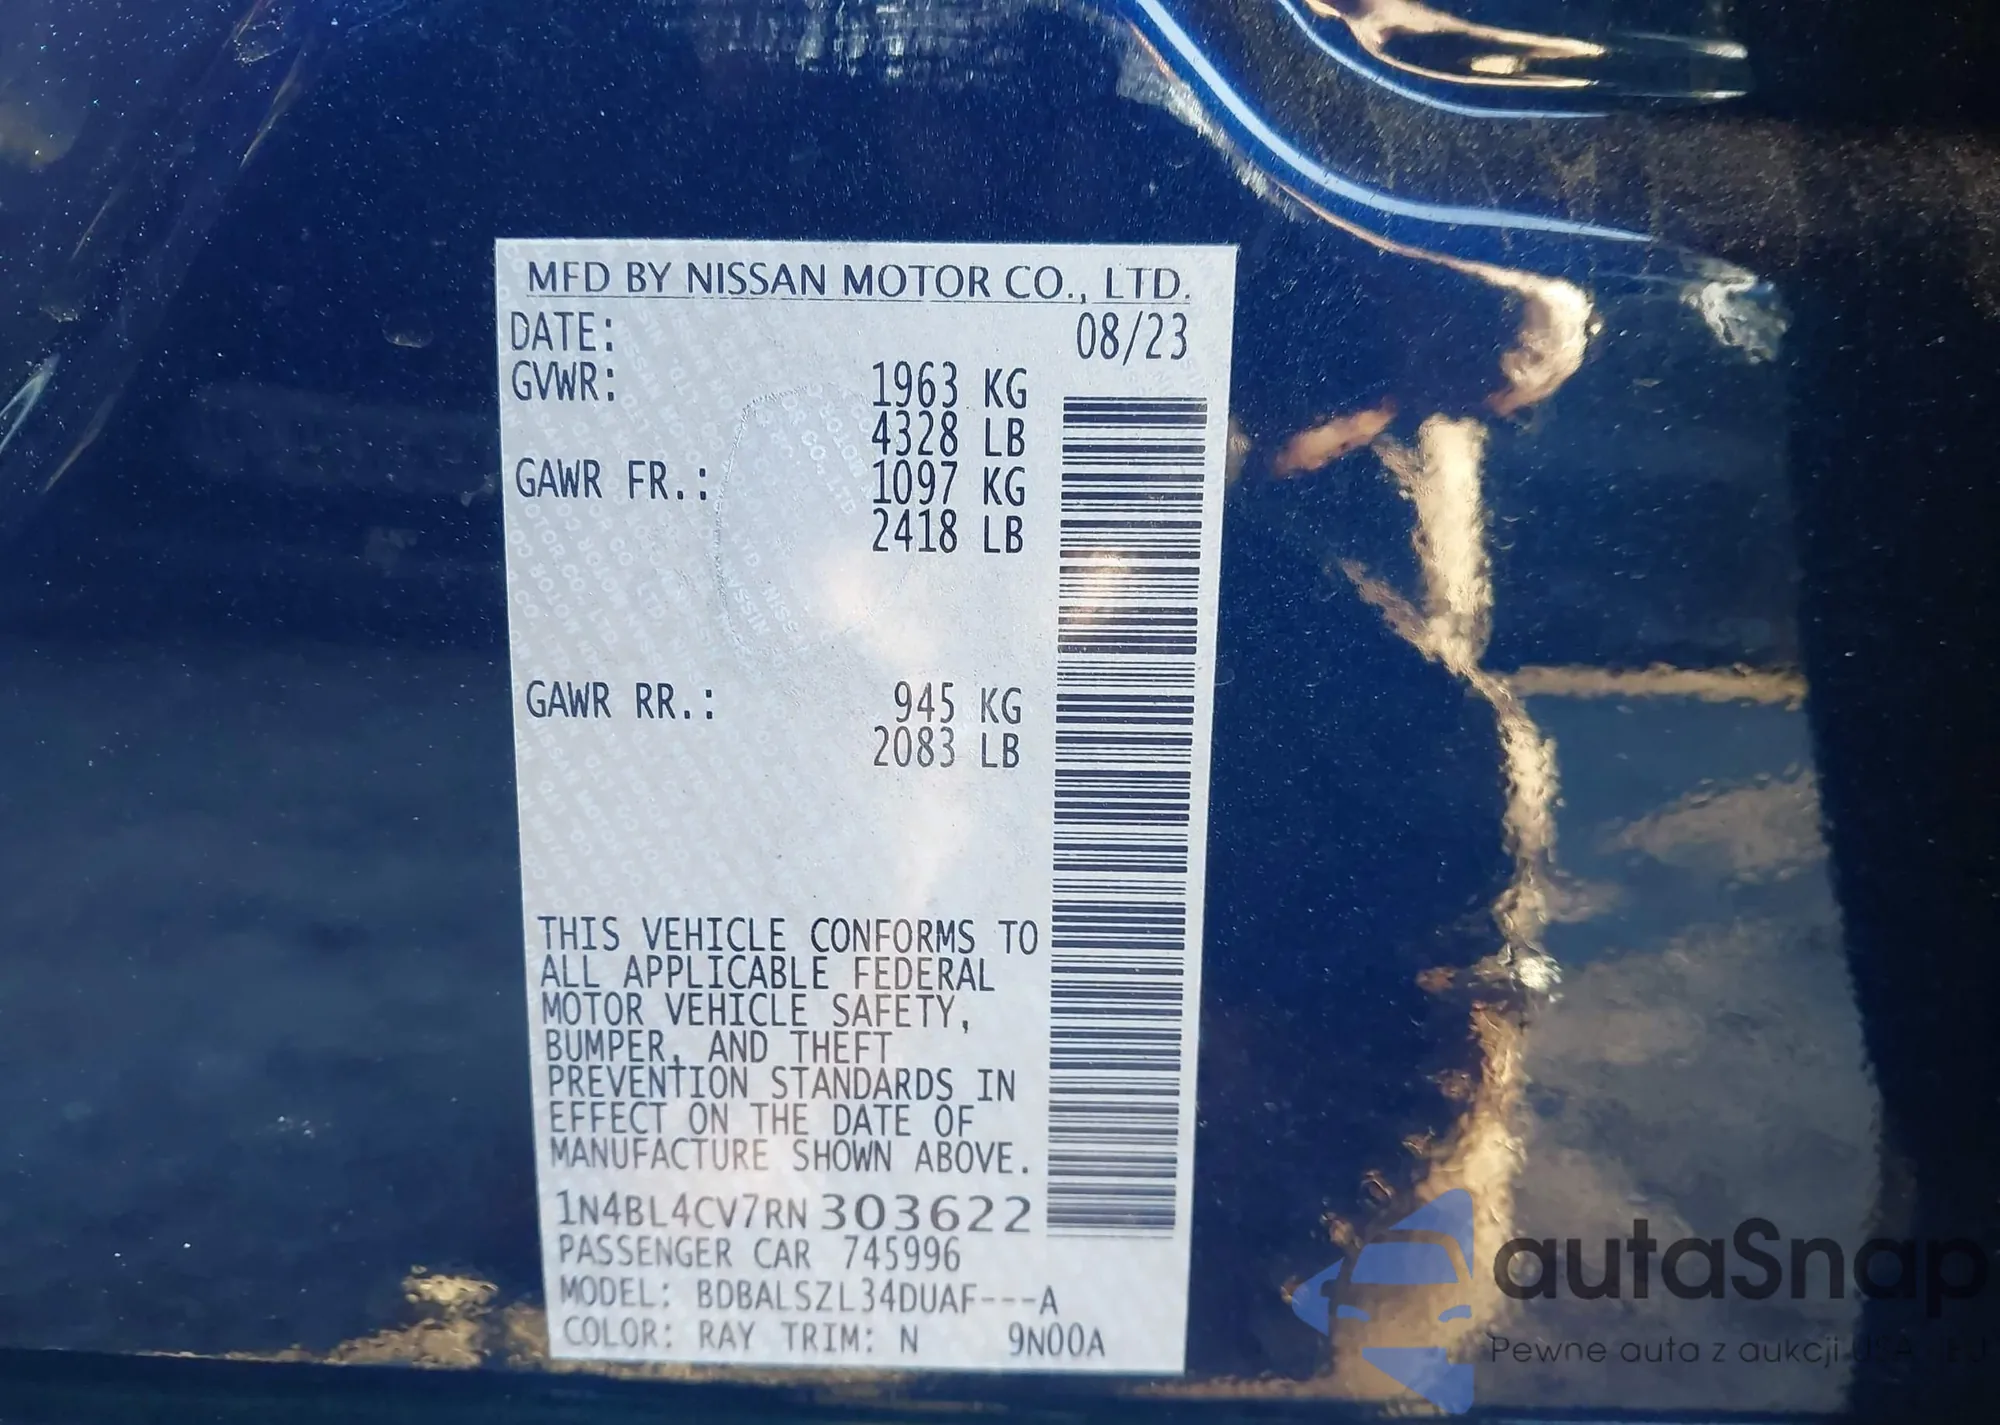 MFD BY NISSAN MOTOR CO., LTD.
DATE: 08/23
GVWR: 1963 KG
4328 LB
GAWR FR.: 1097 KG
2418 LB
GAWR RR.: 945 KG
2083 LB
THIS VEHICLE CONFORMS TO
ALL APPLICABLE FEDERAL
MOTOR VEHICLE SAFETY,
BUMPER, AND THEFT
PREVENTION STANDARDS IN
EFFECT ON THE DATE OF
MANUFACTURE SHOWN ABOVE.
1N4BL4CV7RN303622
PASSENGER CAR 745996
MODEL: BDBALSZL34DUAF---A
COLOR: RAY TRIM: N 9N00A
autaSnap
Pewne auta z aukcji